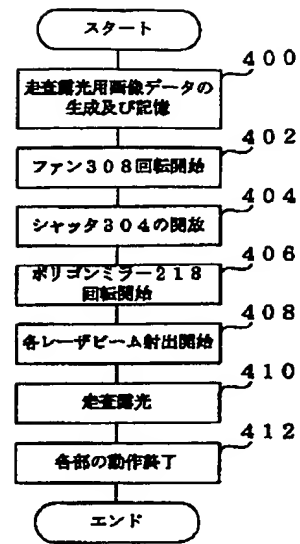 スタート
400
走査露光用画像データの
生成及び記憶
402
ファン308回転開始
404
シャッタ304の開放
406
ポリゴンミラー218
回転開始
408
各レーザビーム射出開始
410
走査露光
412
各部の動作終了
エンド